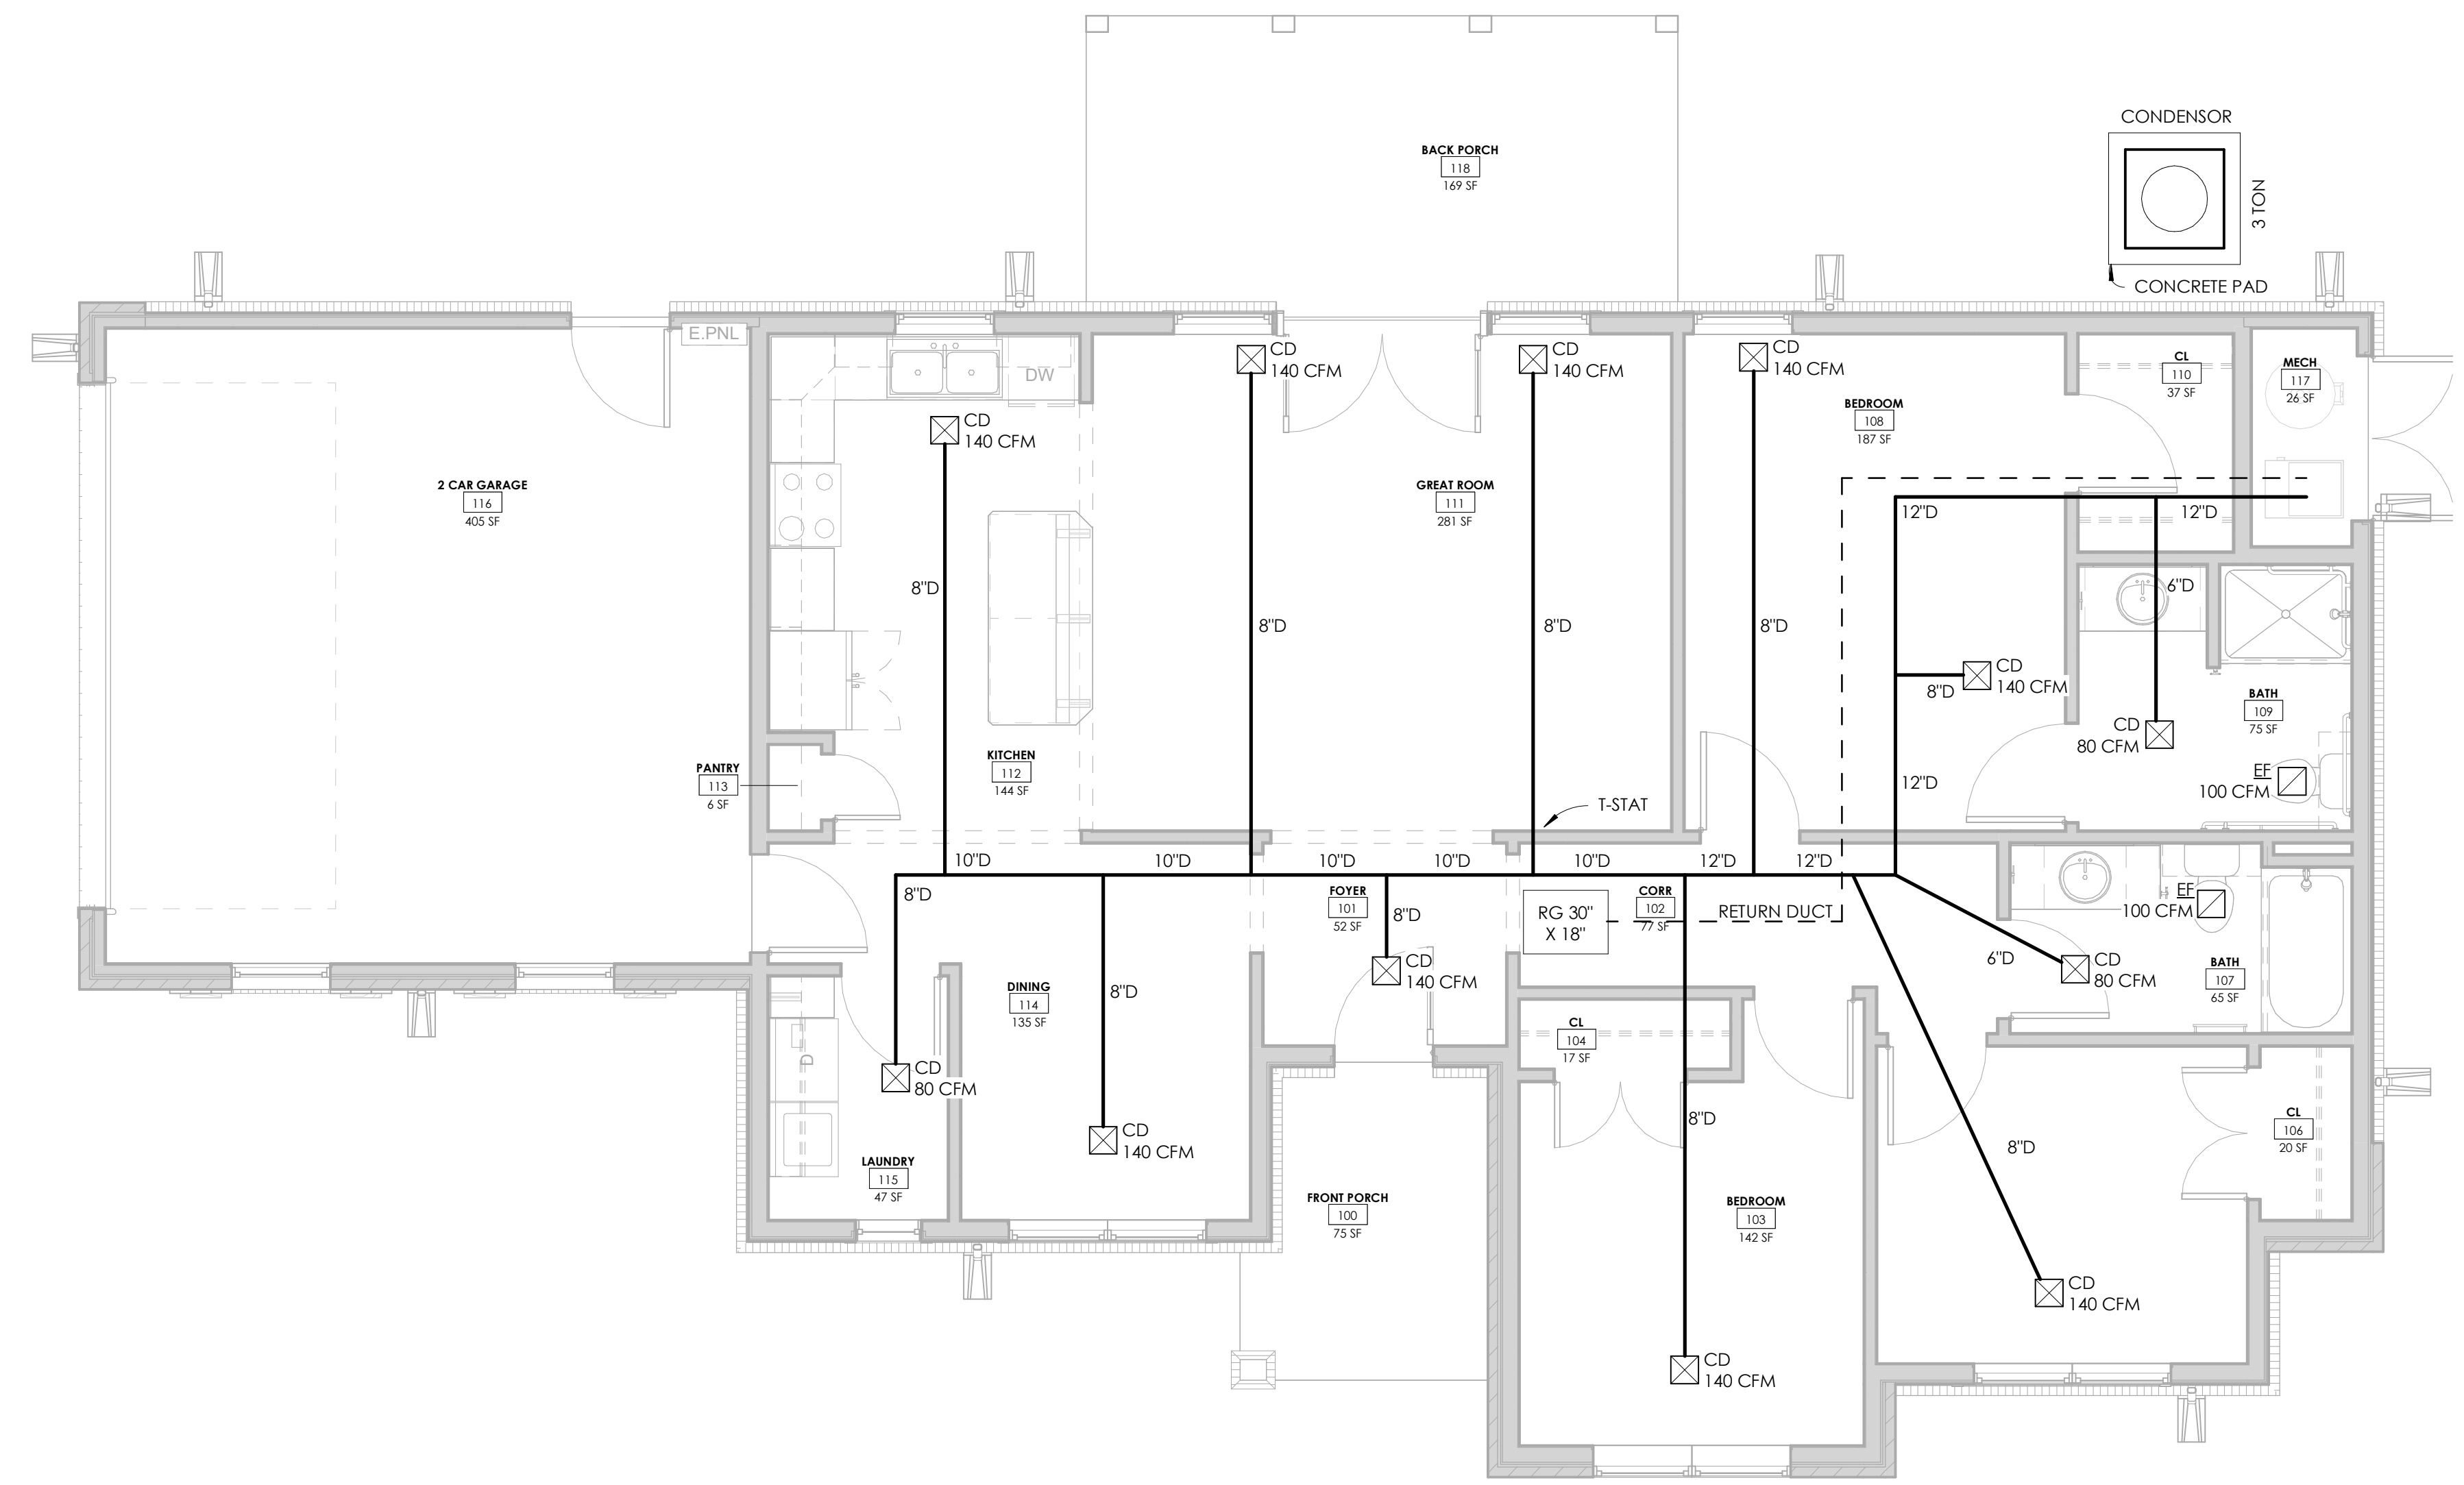 CONDENSOR
3 TON
CONCRETE PAD
BACK PORCH
118
169 SF
E.PNL
DW
CD
140 CFM
CD
140 CFM
CD
140 CFM
CD
140 CFM
CL
110
37 SF
MECH
117
26 SF
BEDROOM
108
187 SF
2 CAR GARAGE
116
405 SF
GREAT ROOM
111
281 SF
12"D
12"D
8"D
8"D
8"D
8"D
6"D
CD
140 CFM
8"D
BATH
109
75 SF
CD
80 CFM
PANTRY
113
6 SF
KITCHEN
112
144 SF
12"D
EF
100 CFM
T-STAT
10"D
10"D
10"D
10"D
10"D
12"D
12"D
8"D
FOYER
101
52 SF
8"D
RG 30"
X 18"
CORR
102
77 SF
RETURN DUCT
EF
100 CFM
CD
140 CFM
6"D
CD
80 CFM
BATH
107
65 SF
DINING
114
135 SF
8"D
CL
104
17 SF
D
CD
80 CFM
CD
140 CFM
8"D
8"D
CL
106
20 SF
LAUNDRY
115
47 SF
FRONT PORCH
100
75 SF
BEDROOM
103
142 SF
CD
140 CFM
CD
140 CFM